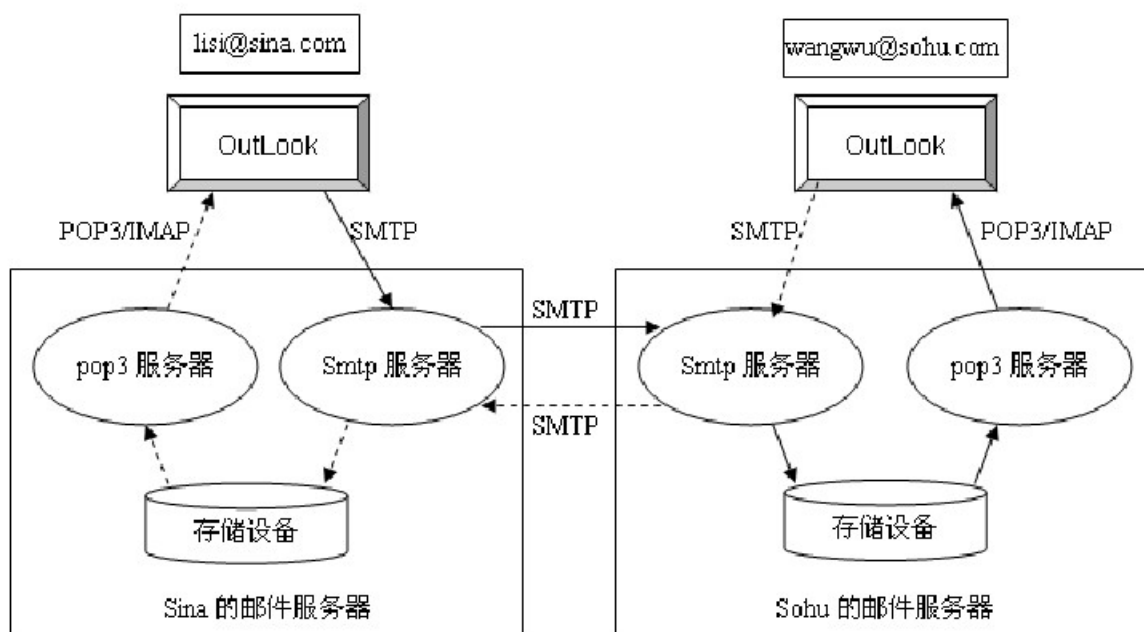 lisi@sina.com
wangwu@sohu.com
OutLook
OutLook
POP3/IMAP
SMTP
SMTP
POP3/IMAP
SMTP
pop3 服务器
Smtp 服务器
Smtp 服务器
pop3 服务器
SMTP
存储设备
存储设备
Sina 的邮件服务器
Sohu 的邮件服务器